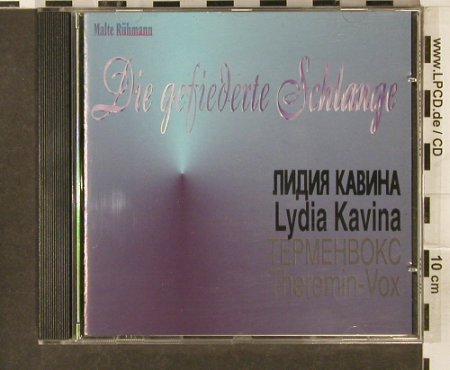 Malte Rühmann
Die gefiederte Schlange
ЛИДИЯ КАВИНА
Lydia Kavina
ТЕРМЕНВОКС
Theremin-Vox
www.LPCD.de / CD
10 cm